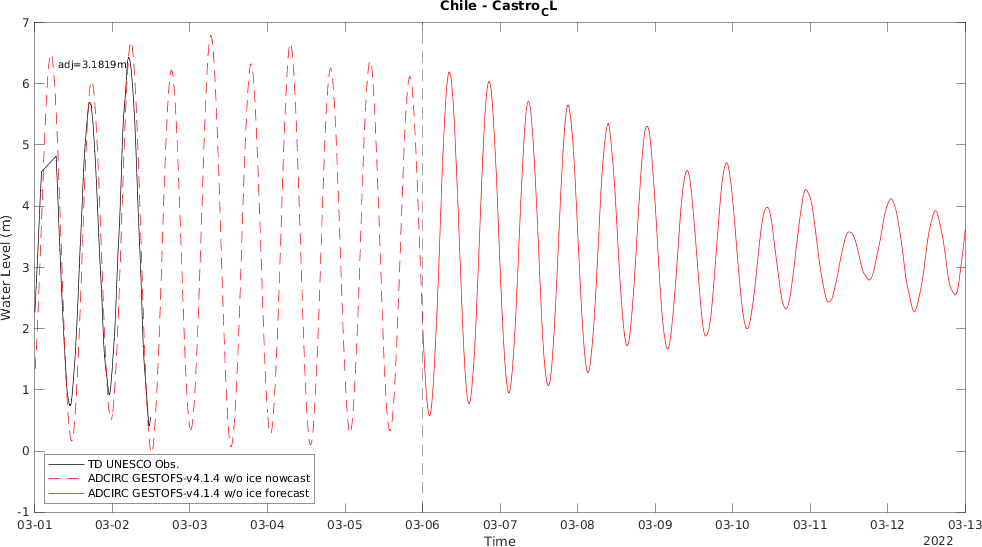 Chile - Castro_CL
adj=3.1819m
7
6
5
4
3
2
1
0
-1
Water Level (m)
TD UNESCO Obs.
ADCIRC GESTOFS-v4.1.4 w/o ice nowcast
ADCIRC GESTOFS-v4.1.4 w/o ice forecast
03-01 03-02 03-03 03-04 03-05 03-06 03-07 03-08 03-09 03-10 03-11 03-12 03-13
Time
2022